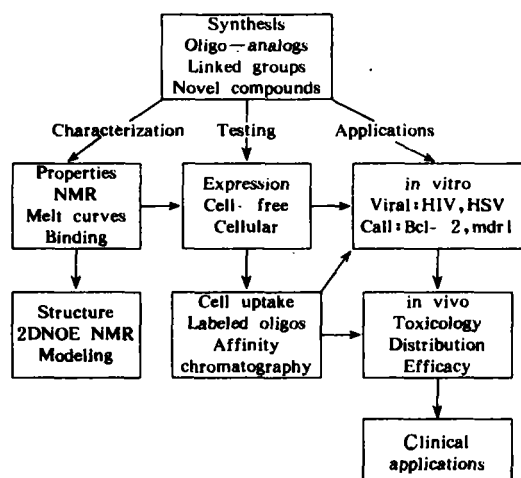 Synthesis
Oligo—analogs
Linked groups
Novel compounds
Characterization
Testing
Applications
Properties
NMR
Melt curves
Binding
Expression
Cell- free
Cellular
in vitro
Viral:HIV,HSV
Call:Bcl- 2,mdrl
Structure
2DNOE NMR
Modeling
Cell uptake
Labeled oligos
Affinity
chromatography
in vivo
Toxicology
Distribution
Efficacy
Clinical
applications